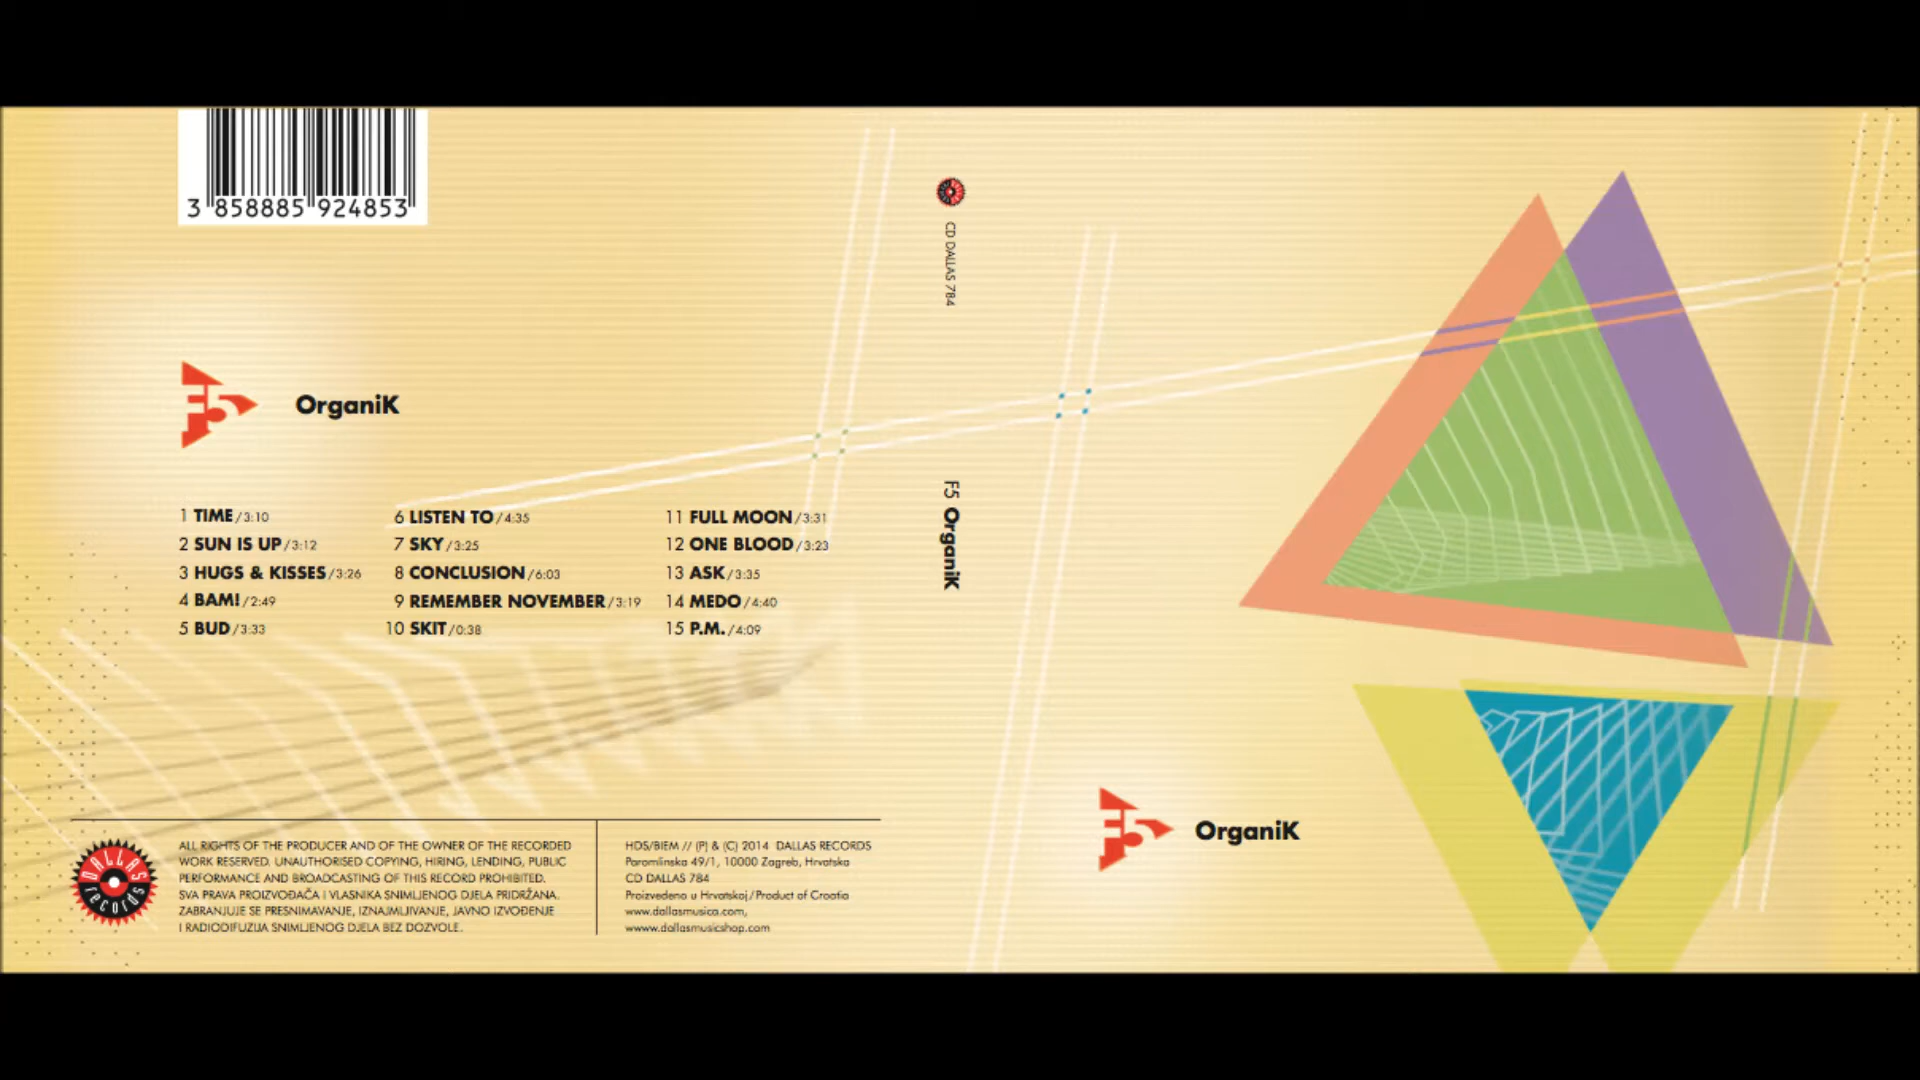 3 858885 924853
F5 OrganiK
1 TIME/3:10
2 SUN IS UP/3:12
3 HUGS & KISSES/3:26
4 BAM!/2:49
5 BUD/3:33
6 LISTEN TO/4:35
7 SKY/3:25
8 CONCLUSION/6:03
9 REMEMBER NOVEMBER/3:19
10 SKIT/0:38
11 FULL MOON/3:31
12 ONE BLOOD/3:23
13 ASK/3:35
14 MEDO/4:40
15 P.M./4:09
DALLAS
records
ALL RIGHTS OF THE PRODUCER AND OF THE OWNER OF THE RECORDED
WORK RESERVED. UNAUTHORISED COPYING, HIRING, LENDING, PUBLIC
PERFORMANCE AND BROADCASTING OF THIS RECORD PROHIBITED.
SVA PRAVA PROIZVOĐAČA I VLASNIKA SNIMLJENOG DJELA PRIDRŽANA.
ZABRANJUJE SE PRESNIMAVANJE, IZNAJMLJIVANJE, JAVNO IZVOĐENJE
I RADIODIFUZIJA SNIMLJENOG DJELA BEZ DOZVOLE.
HDS/BIEM // (P) & (C) 2014 DALLAS RECORDS
Paromlinska 49/1, 10000 Zagreb, Hrvatska
CD DALLAS 784
Proizvedeno u Hrvatskoj/Product of Croatia
www.dallasmusica.com,
www.dallasmusicshop.com
CD DALLAS 784
F5 OrganiK
F5 OrganiK